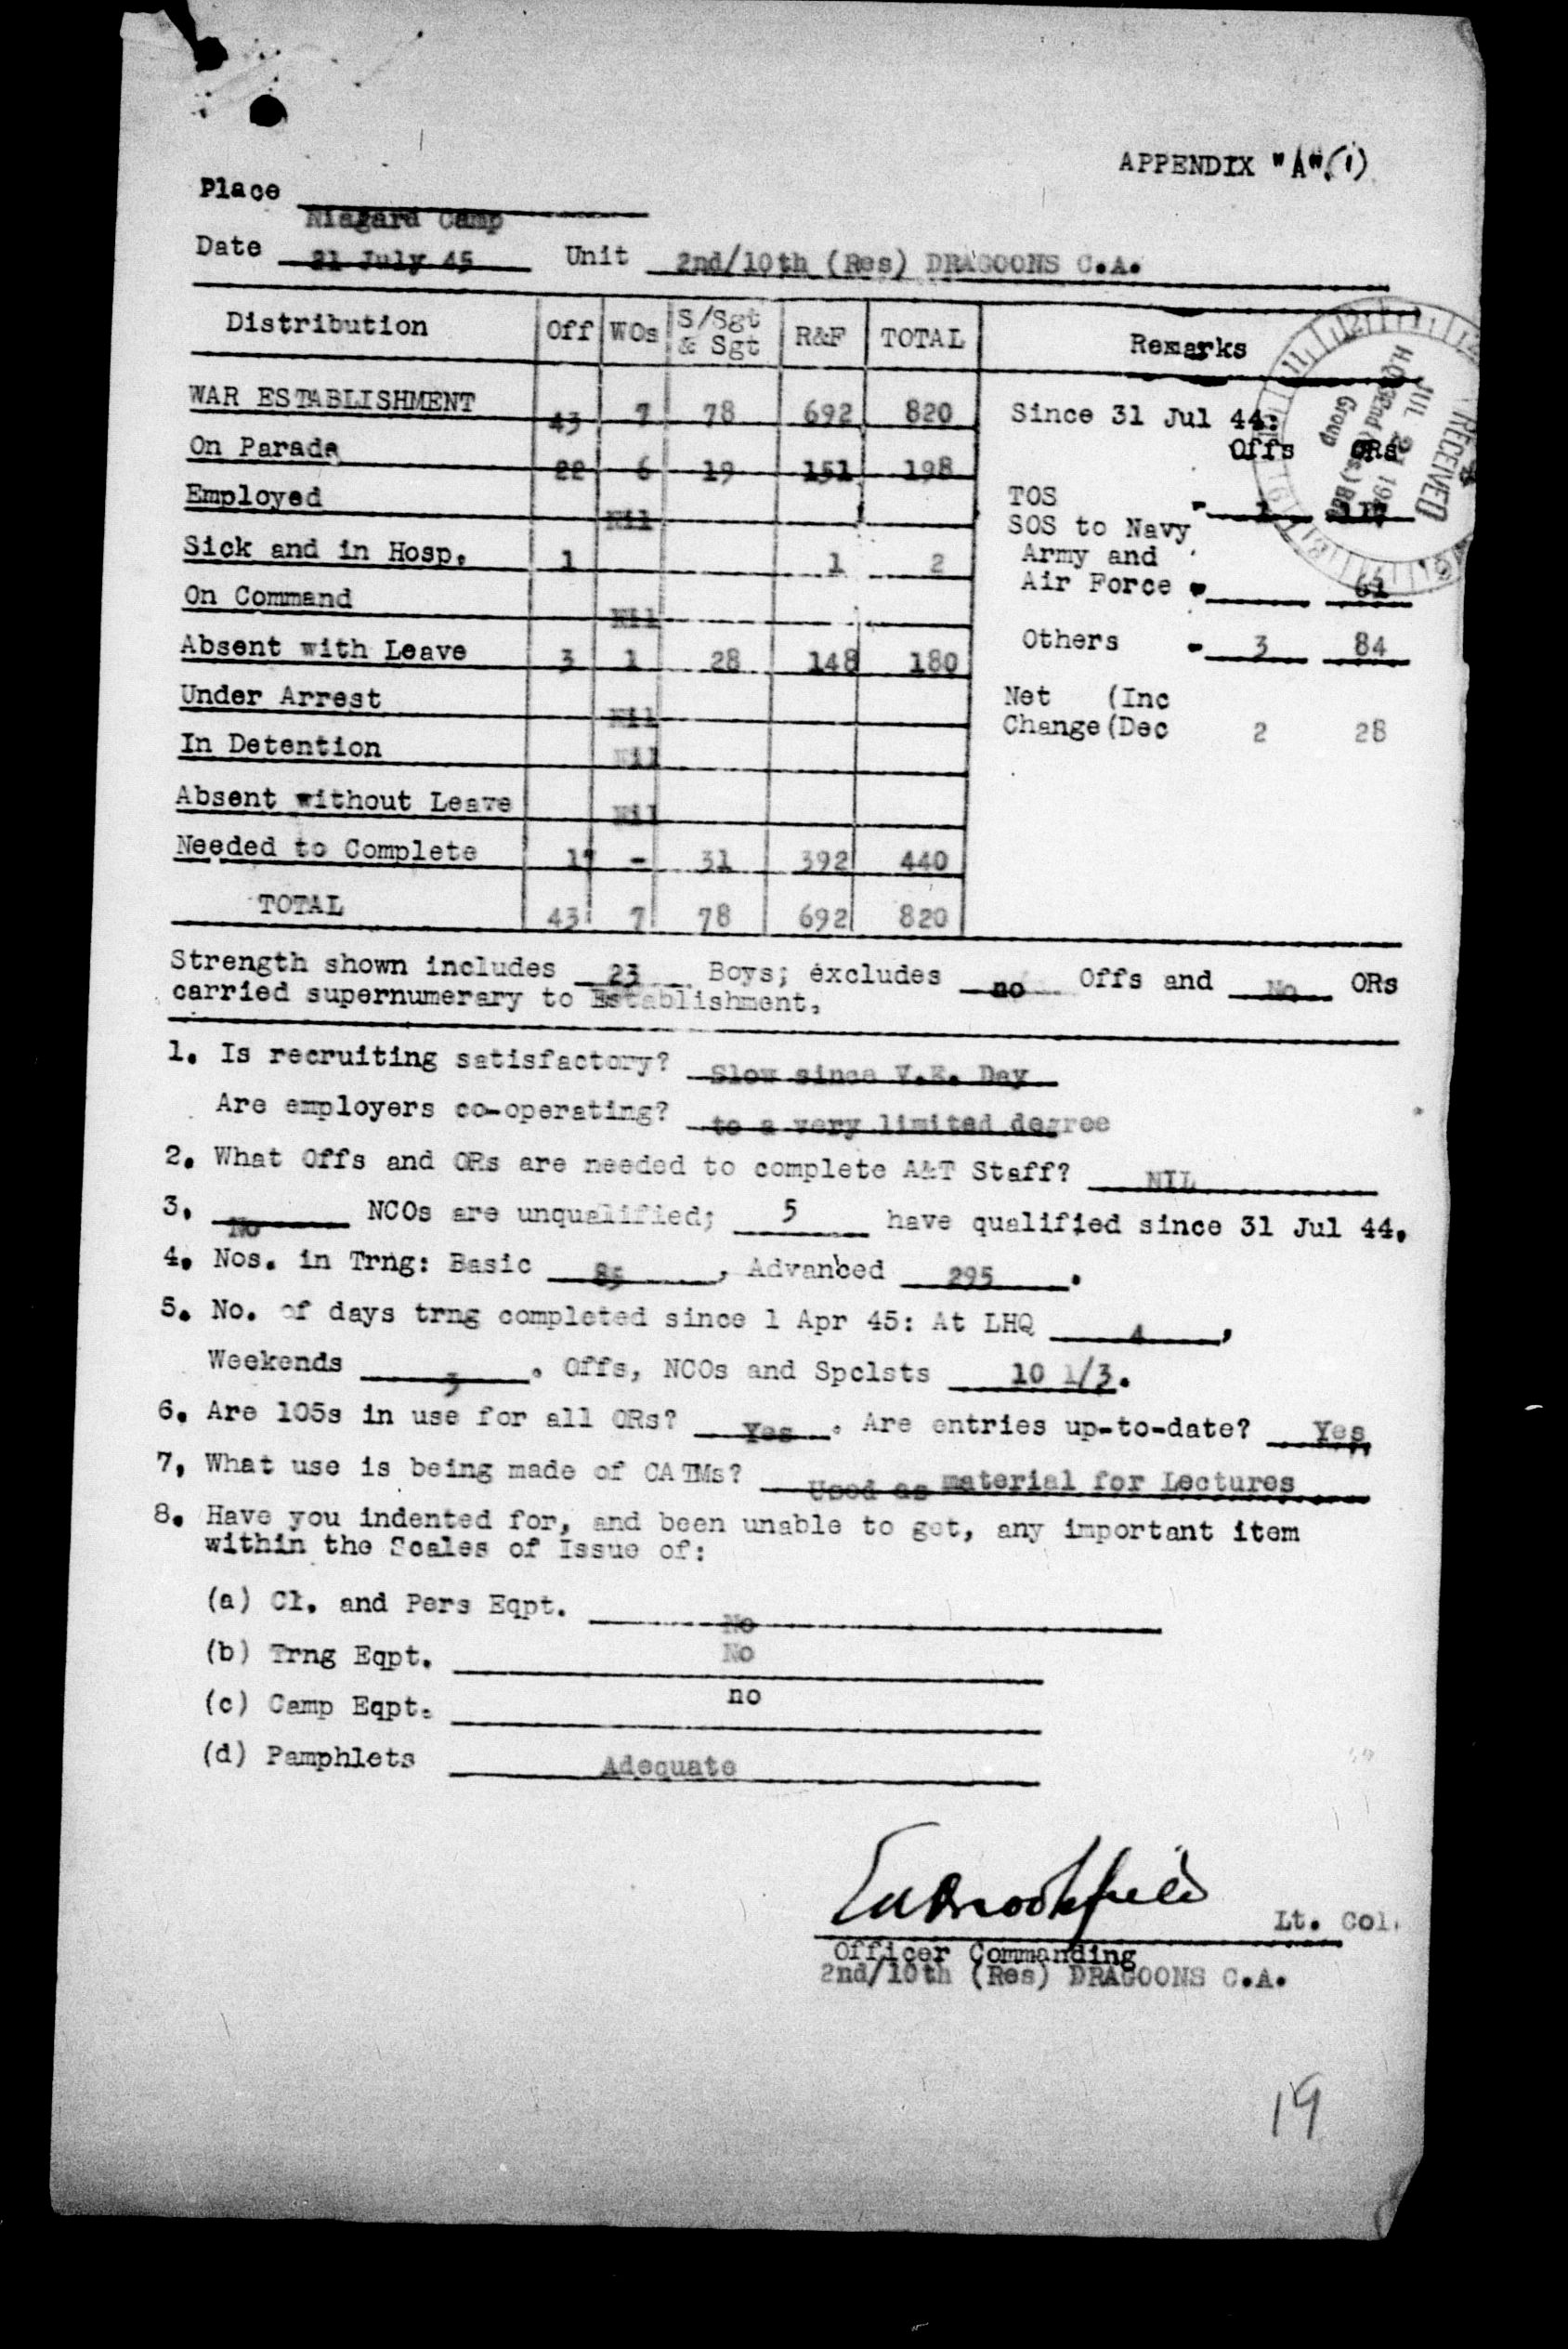 APPENDIX "A".(1)
Place Niagara Camp
Date 21 July 45 Unit 2nd/10th (Res) DRAGOONS C.A.
Distribution Off WOs S/Sgt & Sgt R&F TOTAL Remarks
WAR ESTABLISHMENT 43 7 78 692 820 Since 31 Jul 44:
On Parade 22 6 19 151 198 Offs ORs
Employed Nil TOS - 1
SOS to Navy
Sick and in Hosp. 1 1 2 Army and
On Command Nil Air Force - 61
Absent with Leave 3 1 28 148 180 Others - 3 84
Under Arrest Nil Net (Inc
In Detention Nil Change(Dec 2 28
Absent without Leave Nil
Needed to Complete 17 - 31 392 440
TOTAL 43 7 78 692 820
RECEIVED
JUL
H.Q.
Group
Strength shown includes 23 Boys; excludes no Offs and No ORs
carried supernumerary to Establishment.
1. Is recruiting satisfactory? Slow since V.E. Day
Are employers co-operating? to a very limited degree
2. What Offs and ORs are needed to complete A&T Staff? NIL
3. No NCOs are unqualified; 5 have qualified since 31 Jul 44.
4. Nos. in Trng: Basic 85, Advanced 295.
5. No. of days trng completed since 1 Apr 45: At LHQ 4,
Weekends 3. Offs, NCOs and Spclsts 10 1/3.
6. Are 105s in use for all ORs? Yes. Are entries up-to-date? Yes,
7, What use is being made of CATMs? Used as material for Lectures
8. Have you indented for, and been unable to get, any important item
within the Scales of Issue of:
(a) Cl. and Pers Eqpt. No
(b) Trng Eqpt. No
(c) Camp Eqpt. no
(d) Pamphlets Adequate
Brookfield Lt. Col.
Officer Commanding
2nd/10th (Res) DRAGOONS C.A.
19